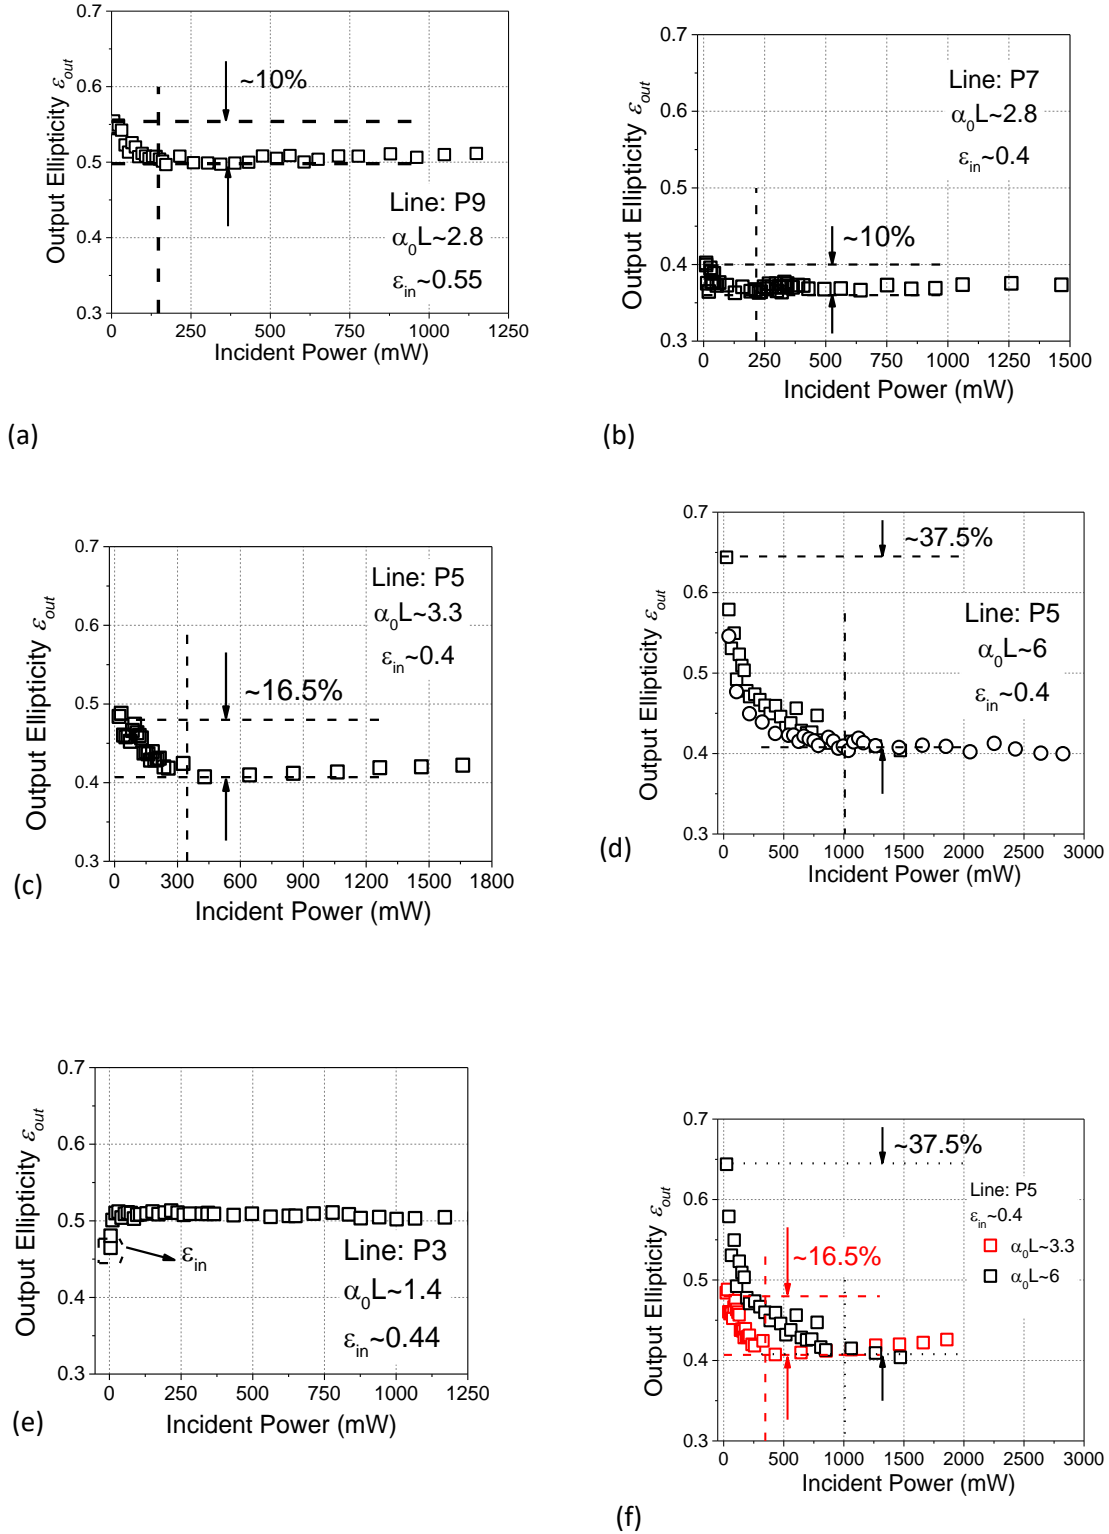 0.7
0.6
0.5
0.4
0.3
Output Ellipticity εout
~10%
Line: P9
α0L~2.8
εin~0.55
0 250 500 750 1000 1250
Incident Power (mW)
(a)
0.7
0.6
0.5
0.4
0.3
Output Ellipticity εout
Line: P7
α0L~2.8
εin~0.4
~10%
0 250 500 750 1000 1250 1500
Incident Power (mW)
(b)
0.7
0.6
0.5
0.4
0.3
Output Ellipticity εout
Line: P5
α0L~3.3
εin~0.4
~16.5%
0 300 600 900 1200 1500 1800
Incident Power (mW)
(c)
0.7
0.6
0.5
0.4
0.3
Output Ellipticity εout
~37.5%
Line: P5
α0L~6
εin~0.4
0 500 1000 1500 2000 2500 3000
Incident Power (mW)
(d)
0.7
0.6
0.5
0.4
0.3
Output Ellipticity εout
εin
Line: P3
α0L~1.4
εin~0.44
0 250 500 750 1000 1250
Incident Power (mW)
(e)
0.7
0.6
0.5
0.4
0.3
Output Ellipticity εout
~37.5%
Line: P5
εin~0.4
α0L~3.3
α0L~6
~16.5%
0 500 1000 1500 2000 2500 3000
Incident Power (mW)
(f)